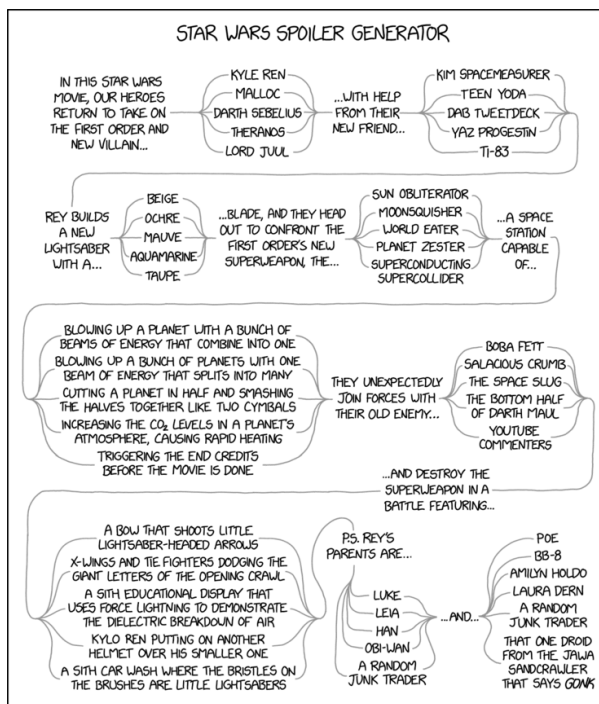 STAR WARS SPOILER GENERATOR
IN THIS STAR WARS
MOVIE, OUR HEROES
RETURN TO TAKE ON
THE FIRST ORDER AND
NEW VILLAIN...
KYLE REN
MALLOC
DARTH SEBELIUS
THERANOS
LORD JUUL
...WITH HELP
FROM THEIR
NEW FRIEND...
KIM SPACEMEASURER
TEEN YODA
DAB TWEETDECK
YAZ PROGESTIN
TI-83
REY BUILDS
A NEW
LIGHTSABER
WITH A...
BEIGE
OCHRE
MAUVE
AQUAMARINE
TAUPE
...BLADE, AND THEY HEAD
OUT TO CONFRONT THE
FIRST ORDER'S NEW
SUPERWEAPON, THE...
SUN OBLITERATOR
MOONSQUISHER
WORLD EATER
PLANET ZESTER
SUPERCONDUCTING
SUPERCOLLIDER
...A SPACE
STATION
CAPABLE
OF...
BLOWING UP A PLANET WITH A BUNCH OF
BEAMS OF ENERGY THAT COMBINE INTO ONE
BLOWING UP A BUNCH OF PLANETS WITH ONE
BEAM OF ENERGY THAT SPLITS INTO MANY
CUTTING A PLANET IN HALF AND SMASHING
THE HALVES TOGETHER LIKE TWO CYMBALS
INCREASING THE CO₂ LEVELS IN A PLANET'S
ATMOSPHERE, CAUSING RAPID HEATING
TRIGGERING THE END CREDITS
BEFORE THE MOVIE IS DONE
THEY UNEXPECTEDLY
JOIN FORCES WITH
THEIR OLD ENEMY...
BOBA FETT
SALACIOUS CRUMB
THE SPACE SLUG
THE BOTTOM HALF
OF DARTH MAUL
YOUTUBE
COMMENTERS
...AND DESTROY THE
SUPERWEAPON IN A
BATTLE FEATURING...
A BOW THAT SHOOTS LITTLE
LIGHTSABER-HEADED ARROWS
X-WINGS AND TIE FIGHTERS DODGING THE
GIANT LETTERS OF THE OPENING CRAWL
A SITH EDUCATIONAL DISPLAY THAT
USES FORCE LIGHTNING TO DEMONSTRATE
THE DIELECTRIC BREAKDOWN OF AIR
KYLO REN PUTTING ON ANOTHER
HELMET OVER HIS SMALLER ONE
A SITH CAR WASH WHERE THE BRISTLES ON
THE BRUSHES ARE LITTLE LIGHTSABERS
P.S. REY'S
PARENTS ARE...
LUKE
LEIA
HAN
OBI-WAN
A RANDOM
JUNK TRADER
...AND...
POE
BB-8
AMILYN HOLDO
LAURA DERN
A RANDOM
JUNK TRADER
THAT ONE DROID
FROM THE JAWA
SANDCRAWLER
THAT SAYS GONK